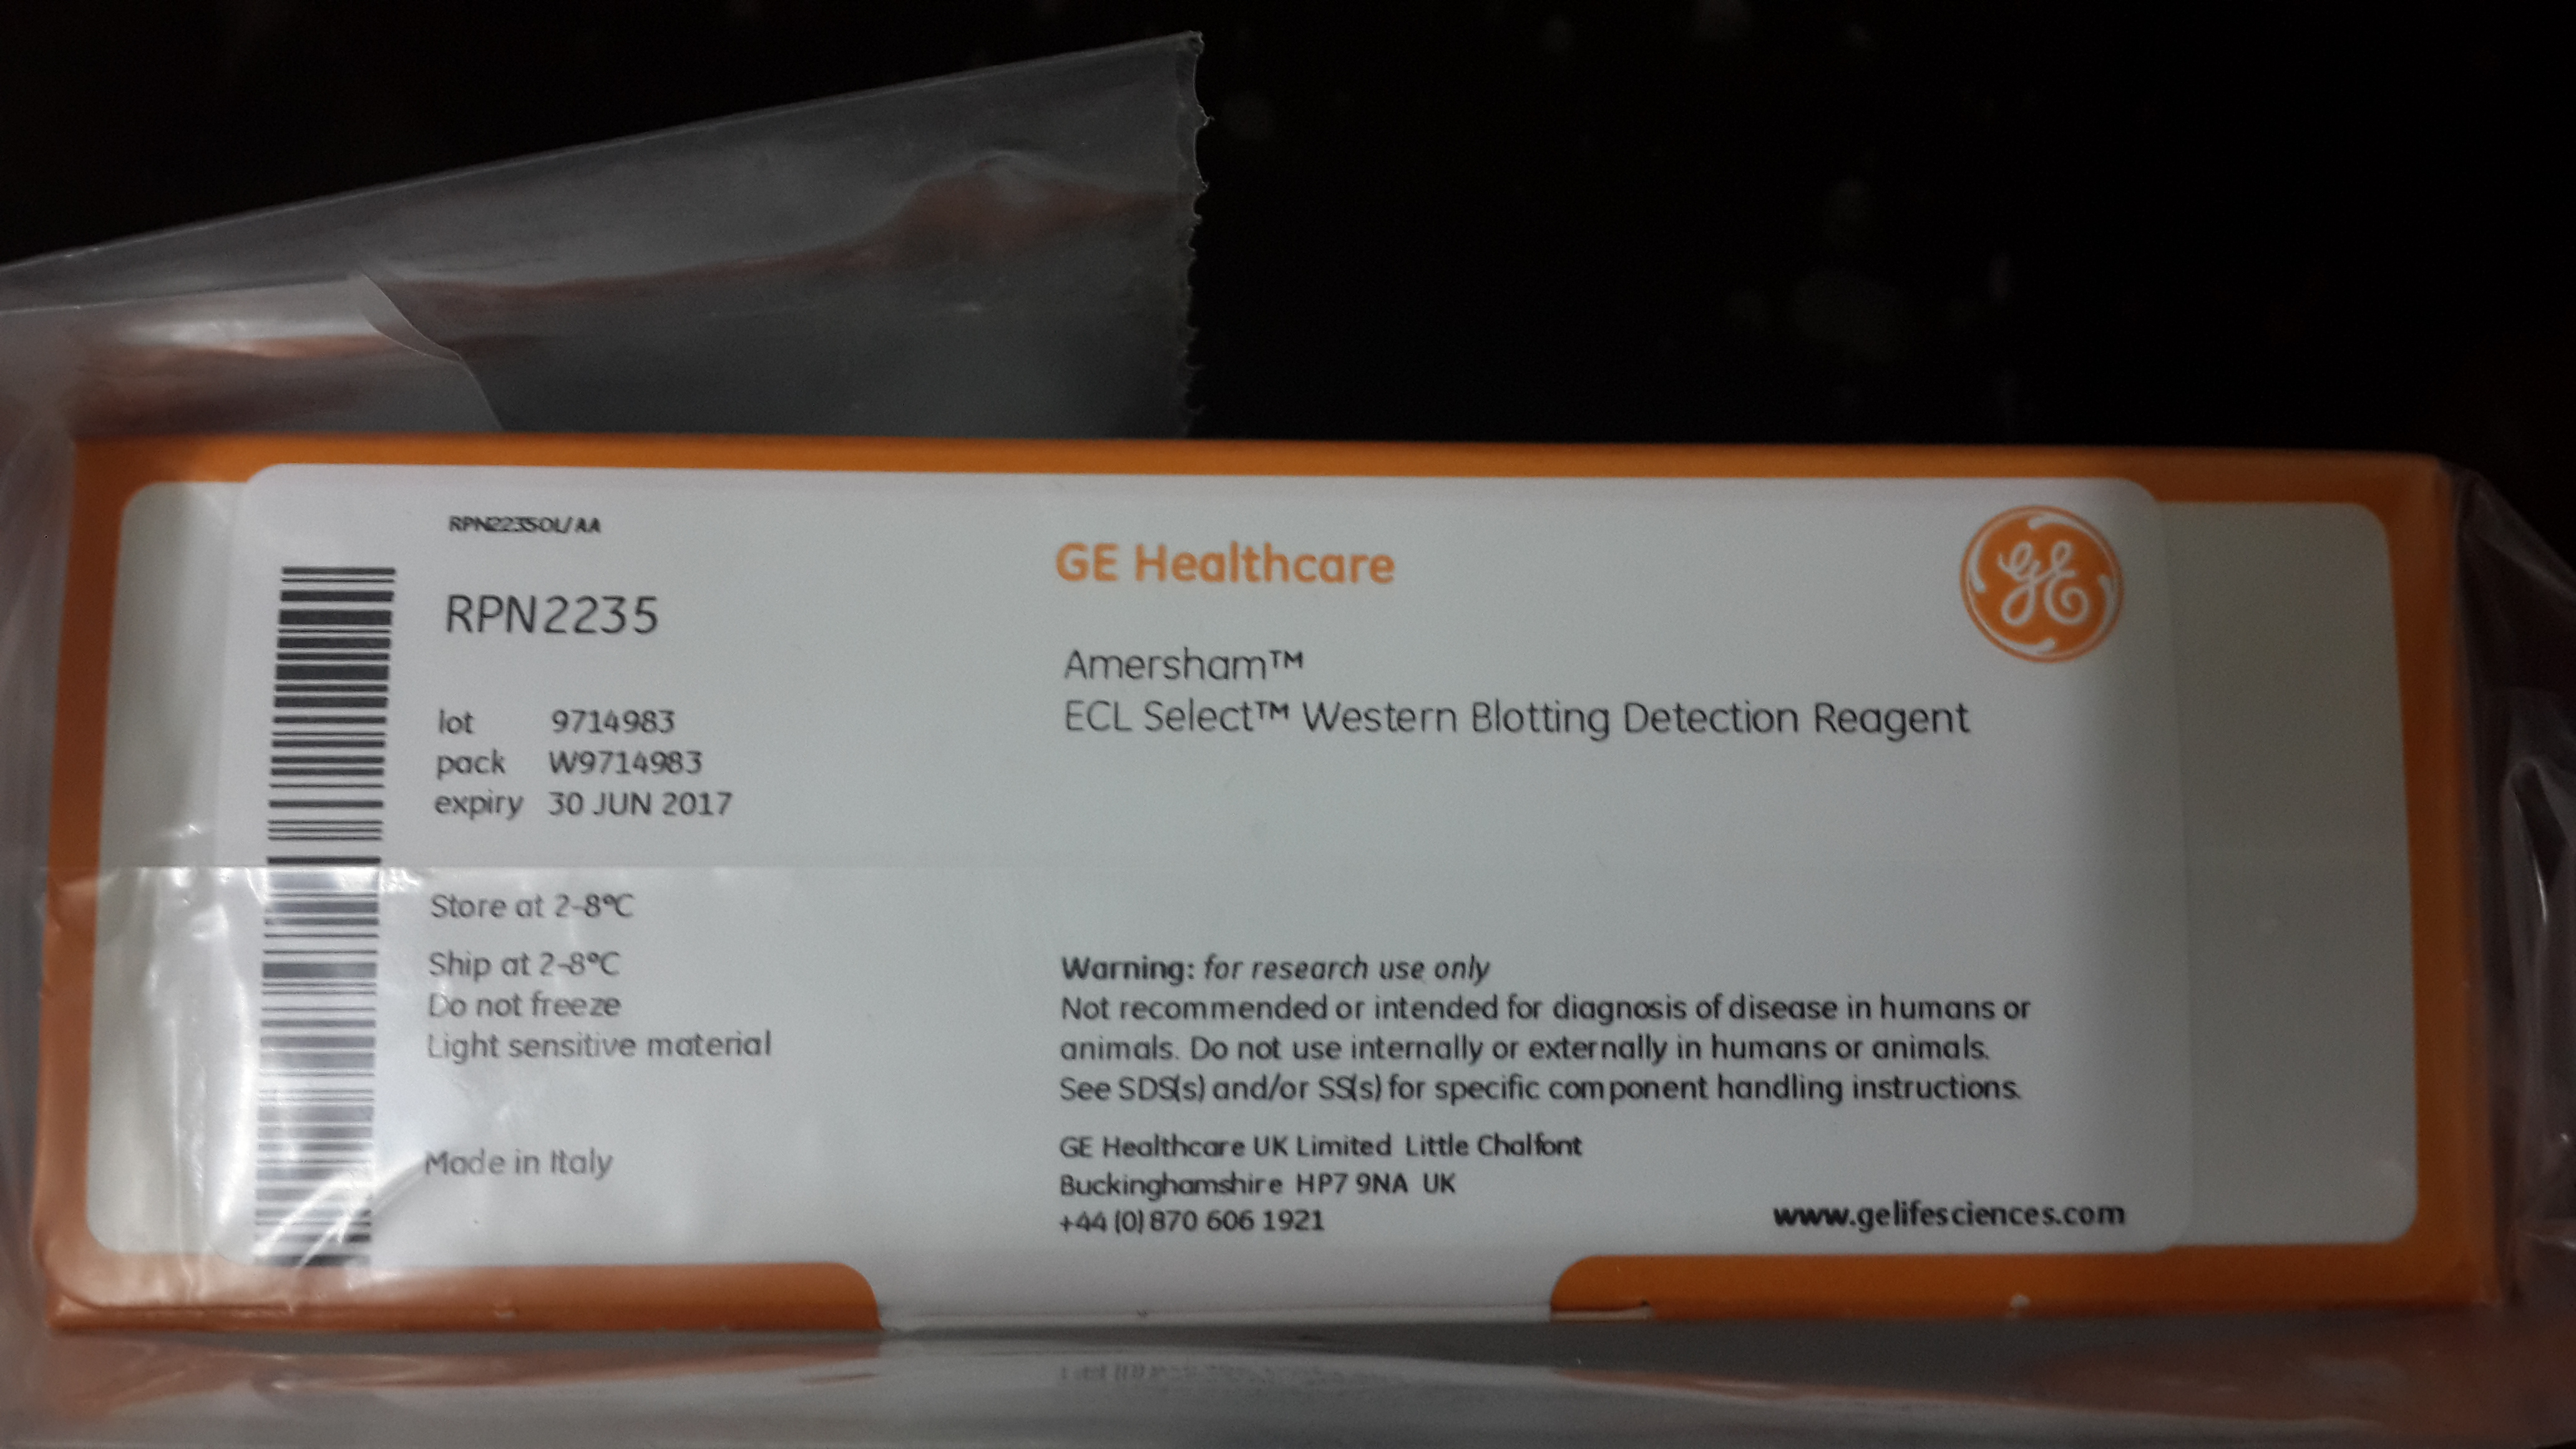 RPN2235OL/AA
RPN2235
lot 9714983
pack W9714983
expiry 30 JUN 2017
Store at 2-8°C
Ship at 2-8°C
Do not freeze
Light sensitive material
Made in Italy
GE Healthcare
GE
Amersham™
ECL Select™ Western Blotting Detection Reagent
Warning: for research use only
Not recommended or intended for diagnosis of disease in humans or
animals. Do not use internally or externally in humans or animals.
See SDS(s) and/or SS(s) for specific component handling instructions.
GE Healthcare UK Limited Little Chalfont
Buckinghamshire HP7 9NA UK
+44 (0) 870 606 1921
www.gelifesciences.com